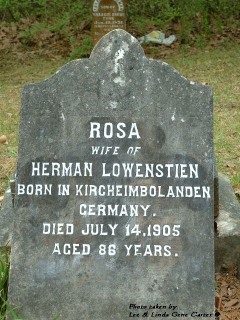 ROSA
WIFE OF
HERMAN LOWENSTIEN
BORN IN KIRCHEIMBOLANDEN
GERMANY.
DIED JULY 14, 1905
AGED 86 YEARS.
Photo taken by
Lee & Linda Gene Carter ©